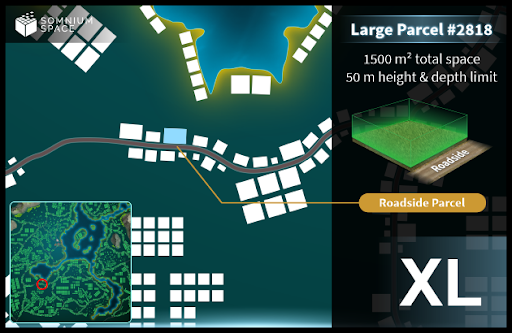 SOMNIUM
SPACE
Large Parcel #2818
1500 m² total space
50 m height & depth limit
Roadside
Roadside Parcel
XL